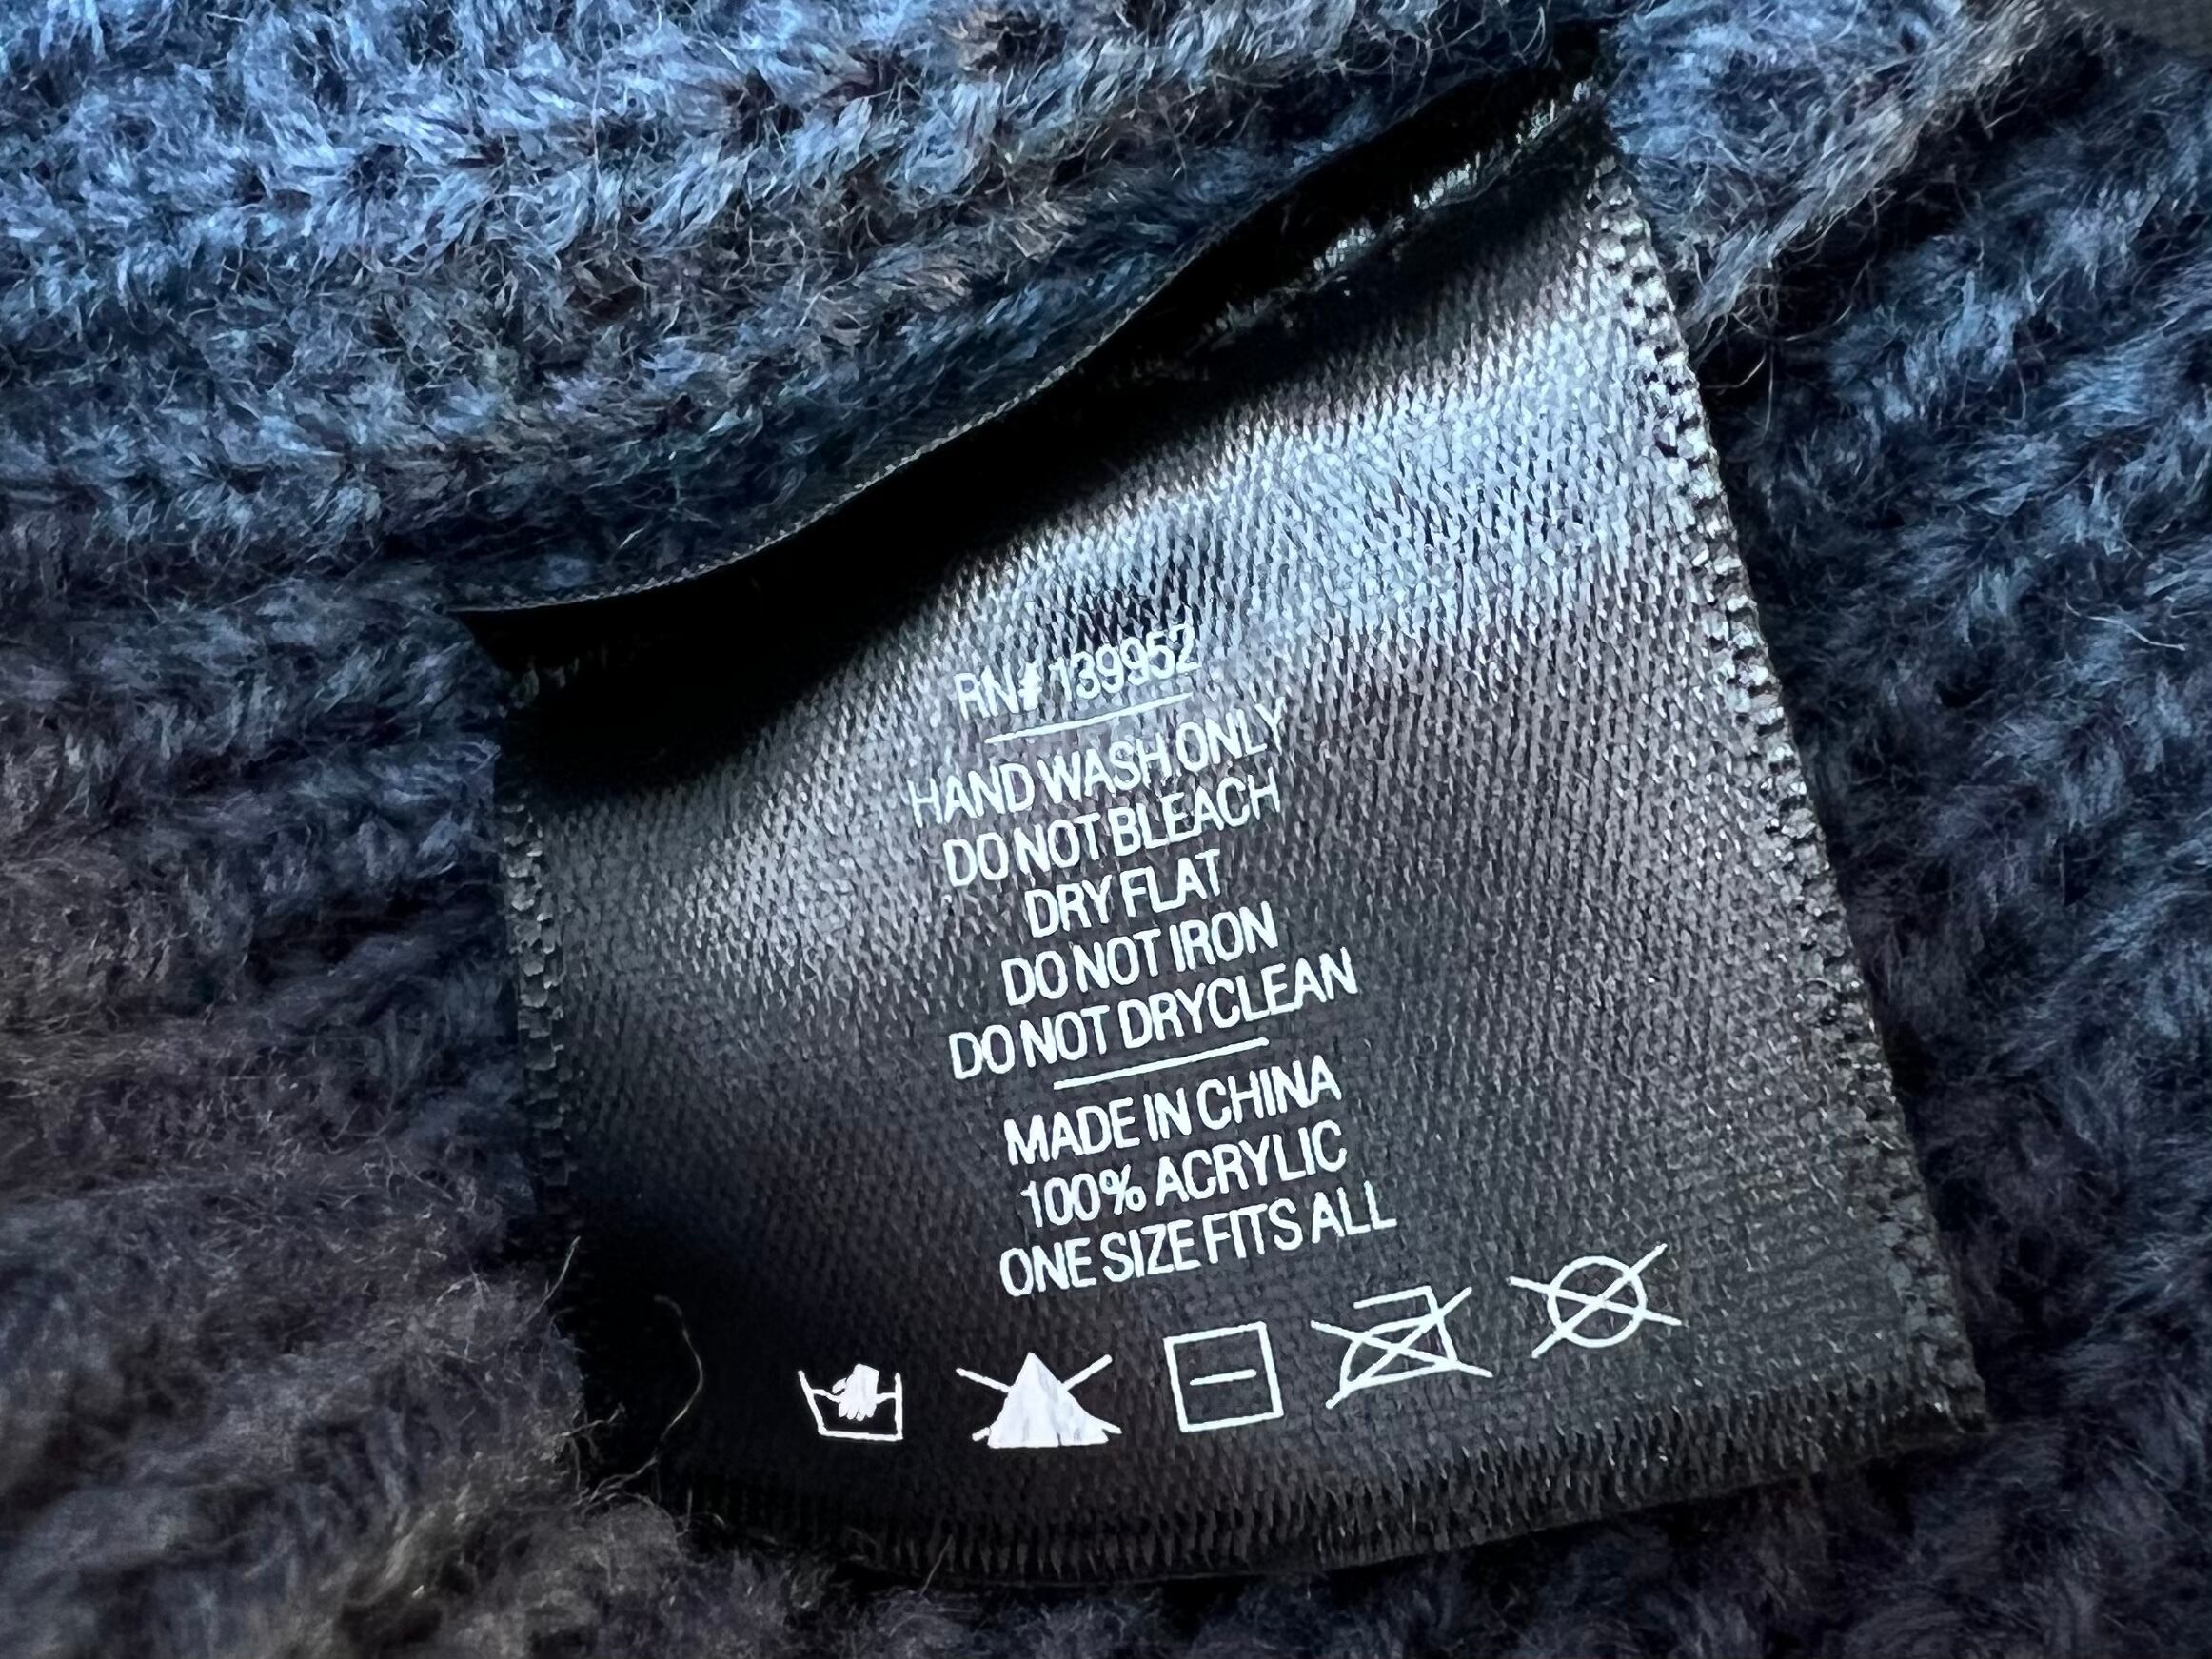 RN# 139952
HAND WASH ONLY
DO NOT BLEACH
DRY FLAT
DO NOT IRON
DO NOT DRYCLEAN
MADE IN CHINA
100% ACRYLIC
ONE SIZE FITS ALL